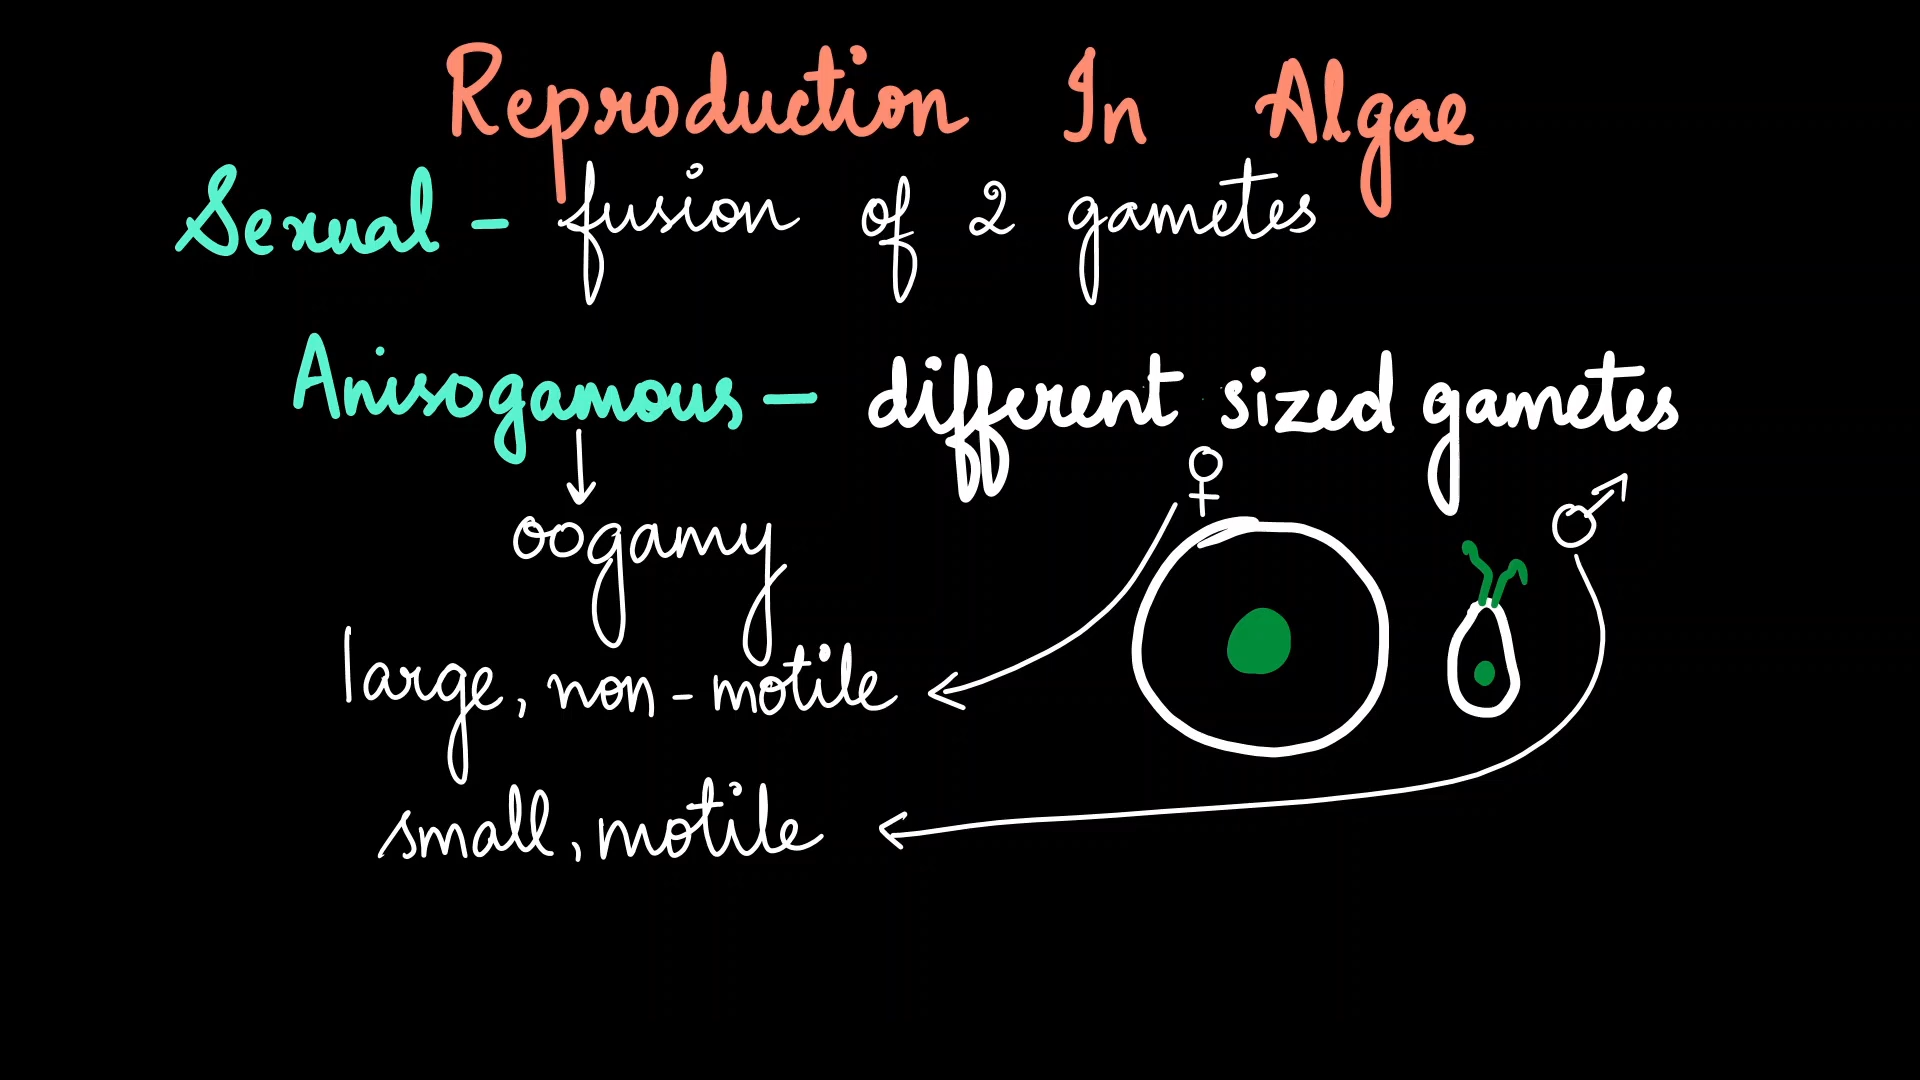 Reproduction In Algae
Sexual - fusion of 2 gametes
Anisogamous - different sized gametes
oogamy
large, non-motile
small, motile